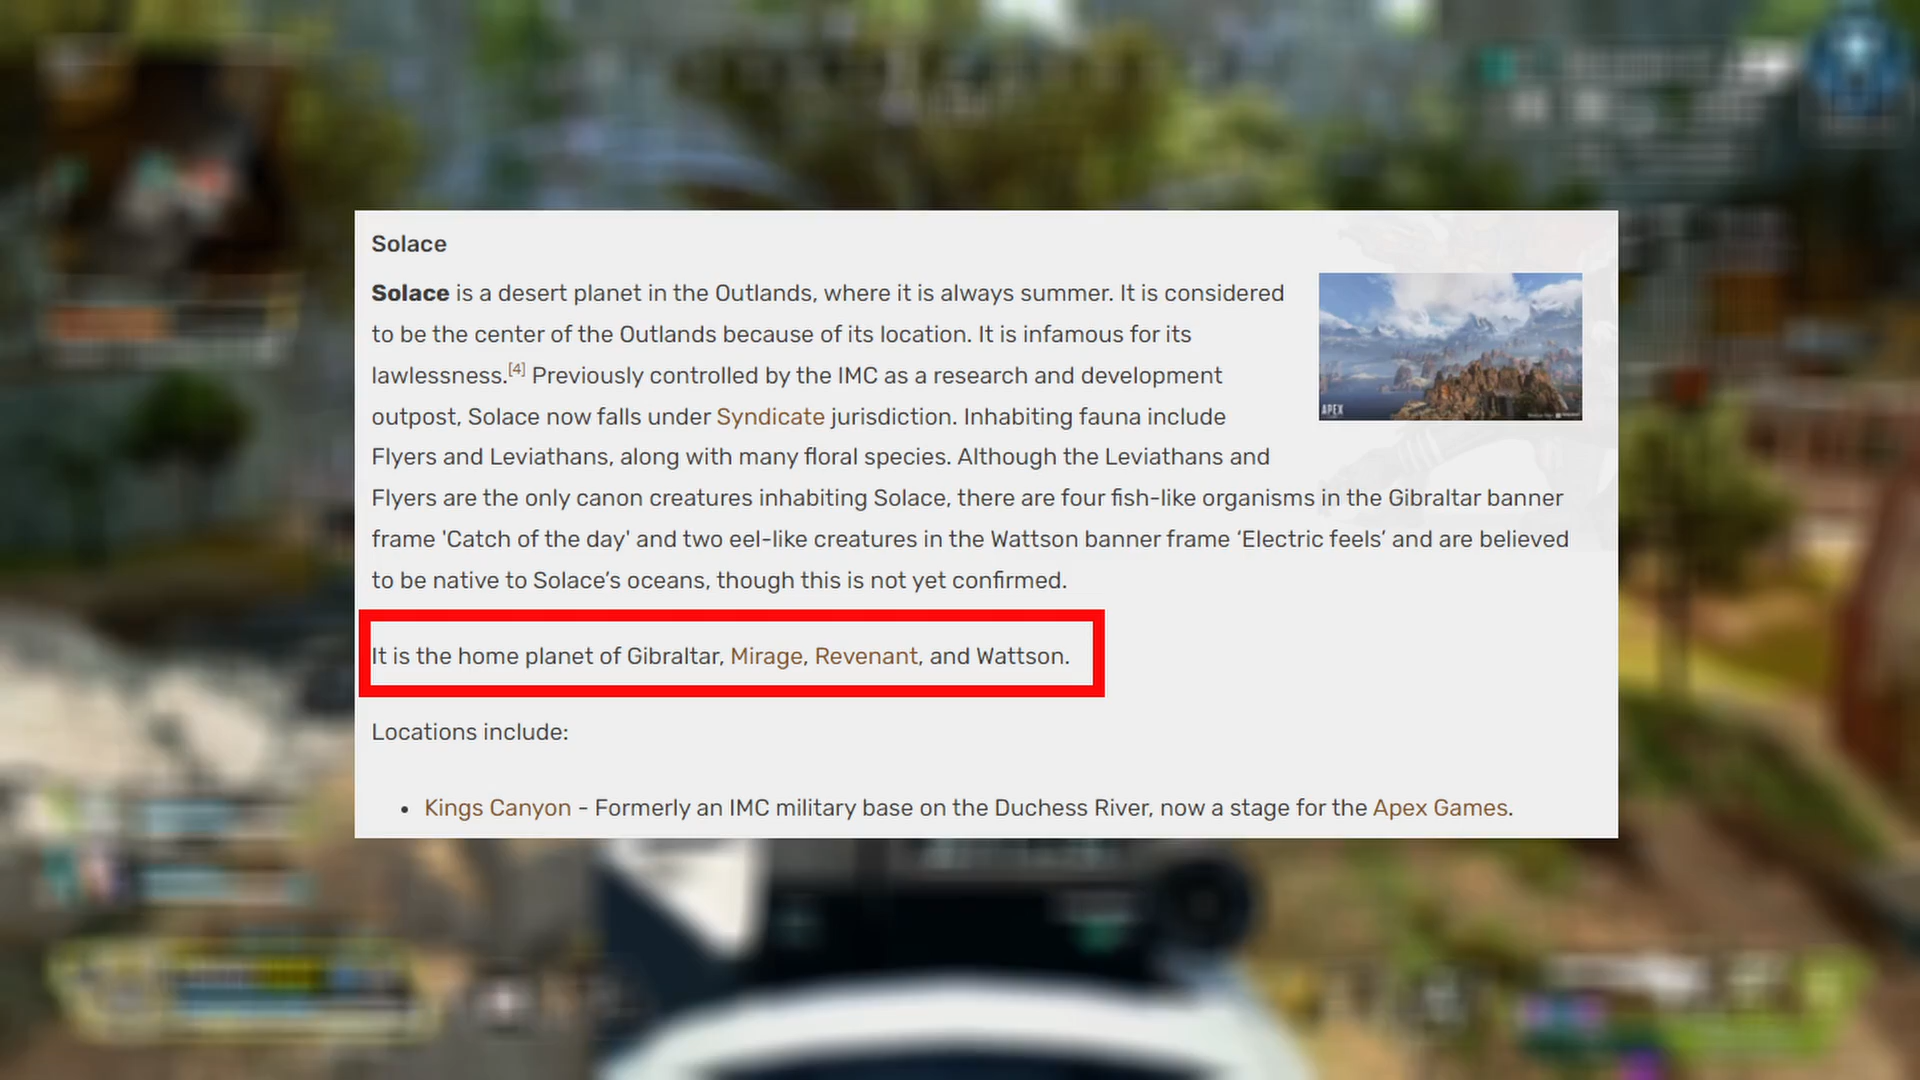 Solace
Solace is a desert planet in the Outlands, where it is always summer. It is considered
to be the center of the Outlands because of its location. It is infamous for its
lawlessness.[4] Previously controlled by the IMC as a research and development
outpost, Solace now falls under Syndicate jurisdiction. Inhabiting fauna include
Flyers and Leviathans, along with many floral species. Although the Leviathans and
Flyers are the only canon creatures inhabiting Solace, there are four fish-like organisms in the Gibraltar banner
frame 'Catch of the day' and two eel-like creatures in the Wattson banner frame ‘Electric feels’ and are believed
to be native to Solace’s oceans, though this is not yet confirmed.
APEX
It is the home planet of Gibraltar, Mirage, Revenant, and Wattson.
Locations include:
• Kings Canyon - Formerly an IMC military base on the Duchess River, now a stage for the Apex Games.